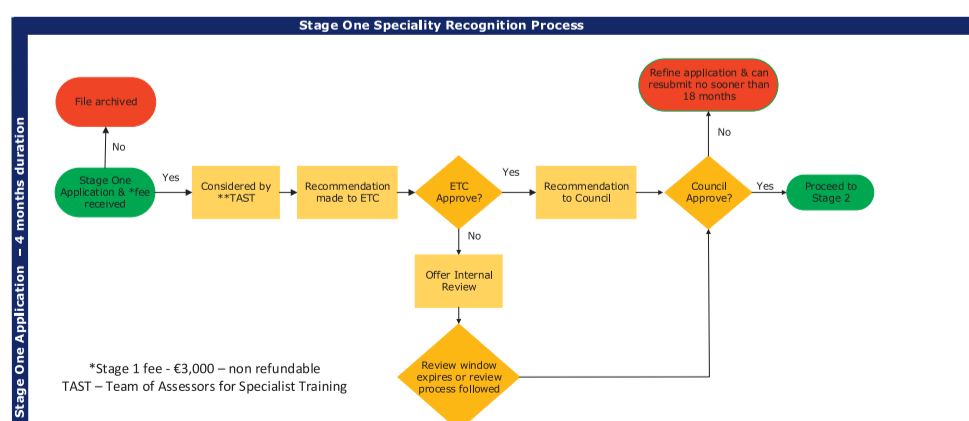 Stage One Speciality Recognition Process
Stage One Application – 4 months duration
File archived
No
Stage One
Application & *fee
received
Yes
Considered by
**TAST
Recommendation
made to ETC
ETC
Approve?
Yes
Recommendation
to Council
Council
Approve?
Yes
Proceed to
Stage 2
No
Refine application & can
resubmit no sooner than
18 months
No
Offer Internal
Review
Review window
expires or review
process followed
*Stage 1 fee - €3,000 – non refundable
TAST – Team of Assessors for Specialist Training